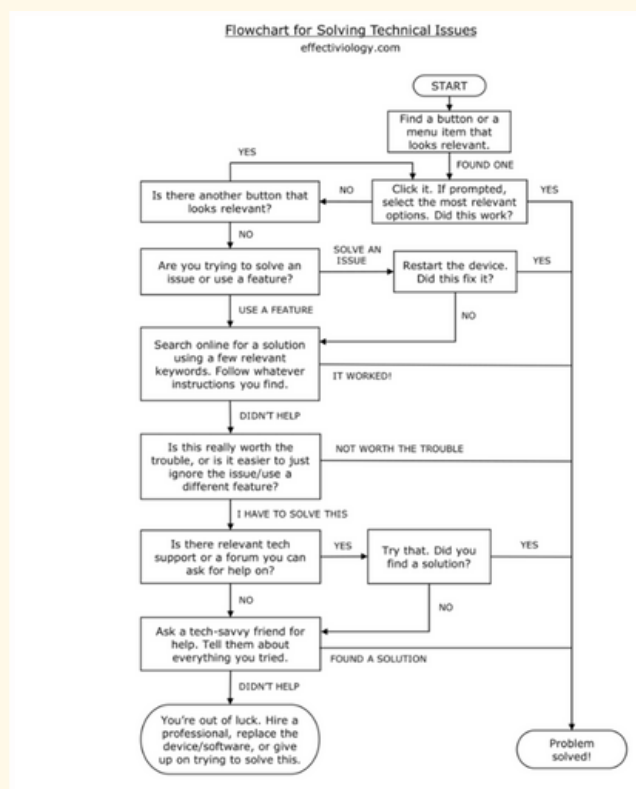 Flowchart for Solving Technical Issues
effectiviology.com
START
Find a button or a
menu item that
looks relevant.
FOUND ONE
YES
Click it. If prompted,
select the most relevant
options. Did this work?
YES
NO
Is there another button that
looks relevant?
NO
Are you trying to solve an
issue or use a feature?
SOLVE AN
ISSUE
Restart the device.
Did this fix it?
YES
NO
USE A FEATURE
Search online for a solution
using a few relevant
keywords. Follow whatever
instructions you find.
IT WORKED!
DIDN'T HELP
Is this really worth the
trouble, or is it easier to just
ignore the issue/use a
different feature?
NOT WORTH THE TROUBLE
I HAVE TO SOLVE THIS
Is there relevant tech
support or a forum you can
ask for help on?
YES
Try that. Did you
find a solution?
YES
NO
NO
Ask a tech-savvy friend for
help. Tell them about
everything you tried.
FOUND A SOLUTION
DIDN'T HELP
You're out of luck. Hire a
professional, replace the
device/software, or give
up on trying to solve this.
Problem
solved!